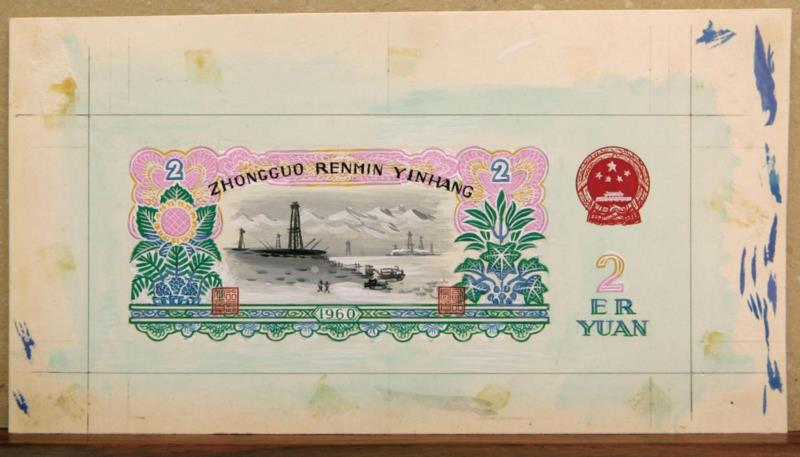 2
2
ZHONGGUO RENMIN YINHANG
1960
2
ER
YUAN